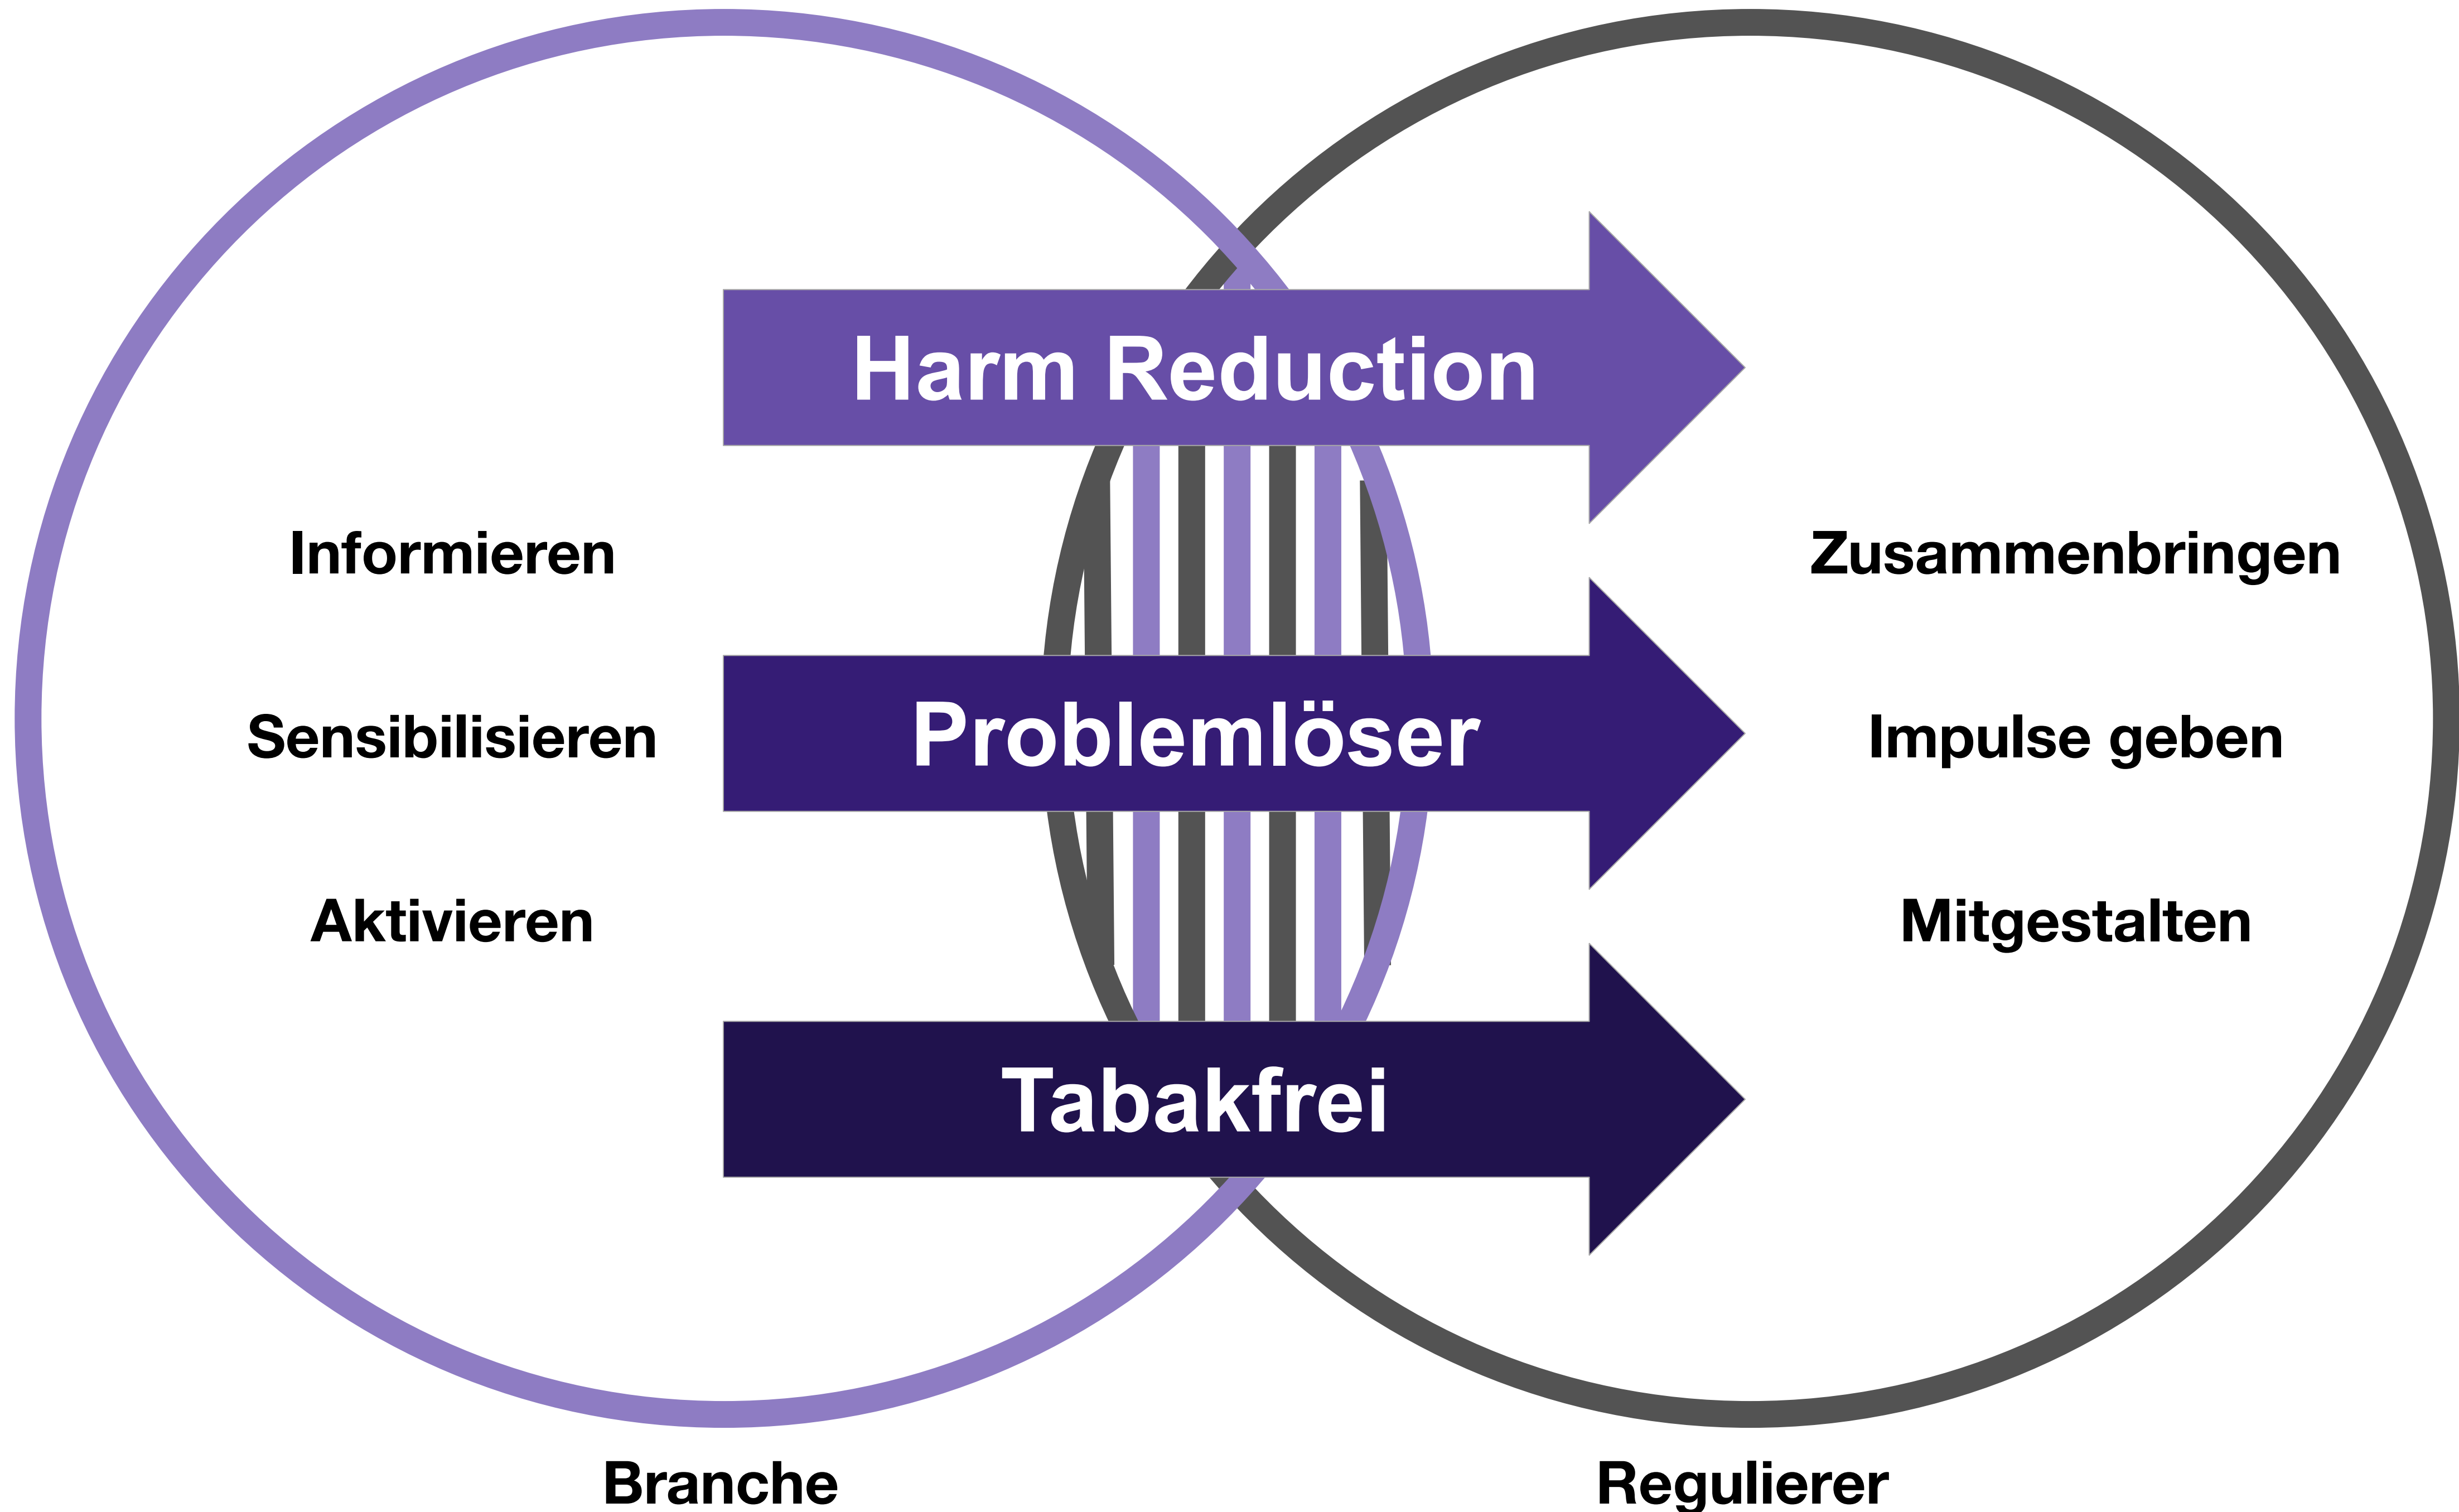 Harm Reduction
Informieren
Zusammenbringen
Sensibilisieren
Problemlöser
Impulse geben
Aktivieren
Mitgestalten
Tabakfrei
Branche
Regulierer